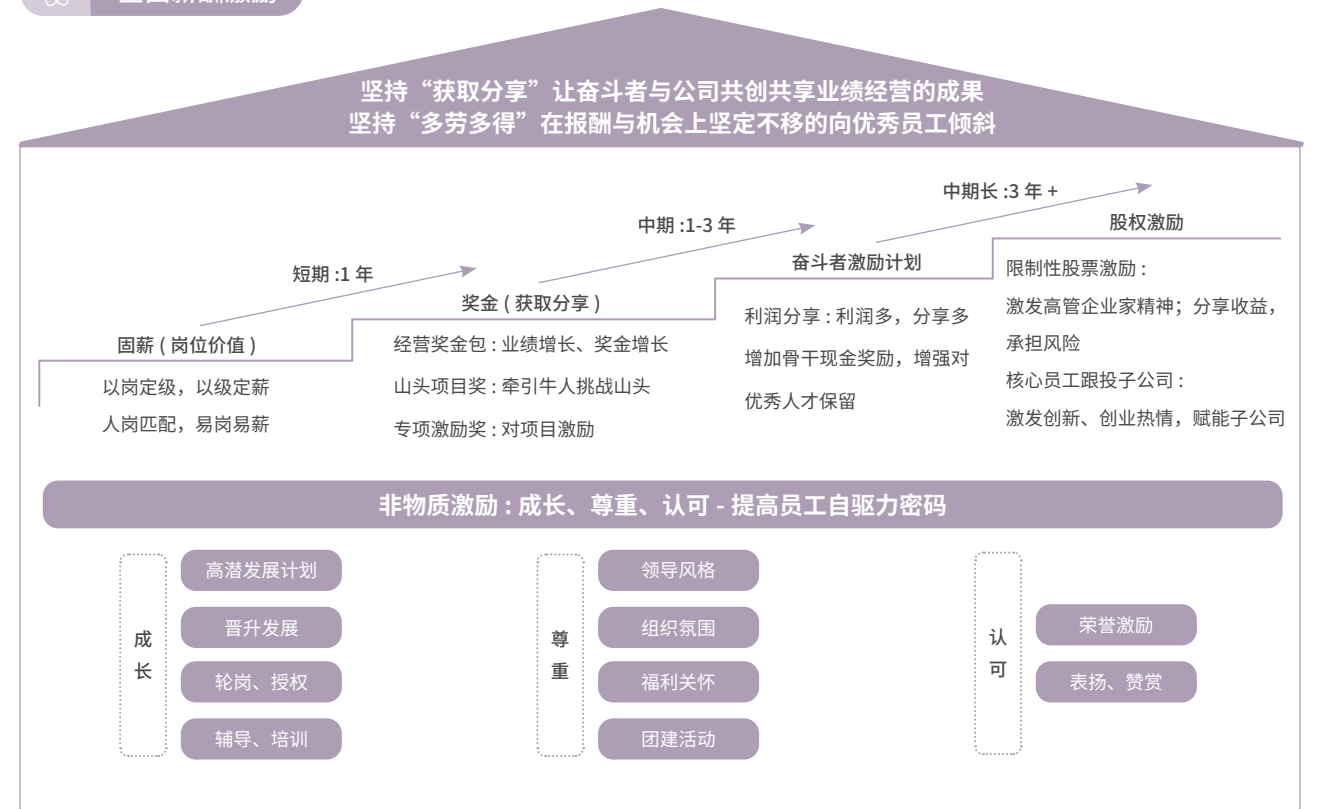 坚持“获取分享”让奋斗者与公司共创共享业绩经营的成果
坚持“多劳多得”在报酬与机会上坚定不移的向优秀员工倾斜
短期 :1 年
中期 :1-3 年
中期长 :3 年 +
固薪 ( 岗位价值 )
以岗定级，以级定薪
人岗匹配，易岗易薪
奖金 ( 获取分享 )
经营奖金包 : 业绩增长、奖金增长
山头项目奖 : 牵引牛人挑战山头
专项激励奖 : 对项目激励
奋斗者激励计划
利润分享 : 利润多，分享多
增加骨干现金奖励，增强对
优秀人才保留
股权激励
限制性股票激励 :
激发高管企业家精神；分享收益，
承担风险
核心员工跟投子公司 :
激发创新、创业热情，赋能子公司
非物质激励 : 成长、尊重、认可 - 提高员工自驱力密码
成
长
高潜发展计划
晋升发展
轮岗、授权
辅导、培训
尊
重
领导风格
组织氛围
福利关怀
团建活动
认
可
荣誉激励
表扬、赞赏